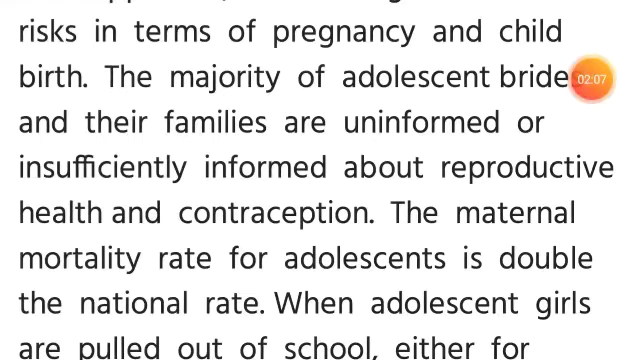 risks in terms of pregnancy and child
birth. The majority of adolescent bride
02:07
and their families are uninformed or
insufficiently informed about reproductive
health and contraception. The maternal
mortality rate for adolescents is double
the national rate. When adolescent girls
are pulled out of school, either for